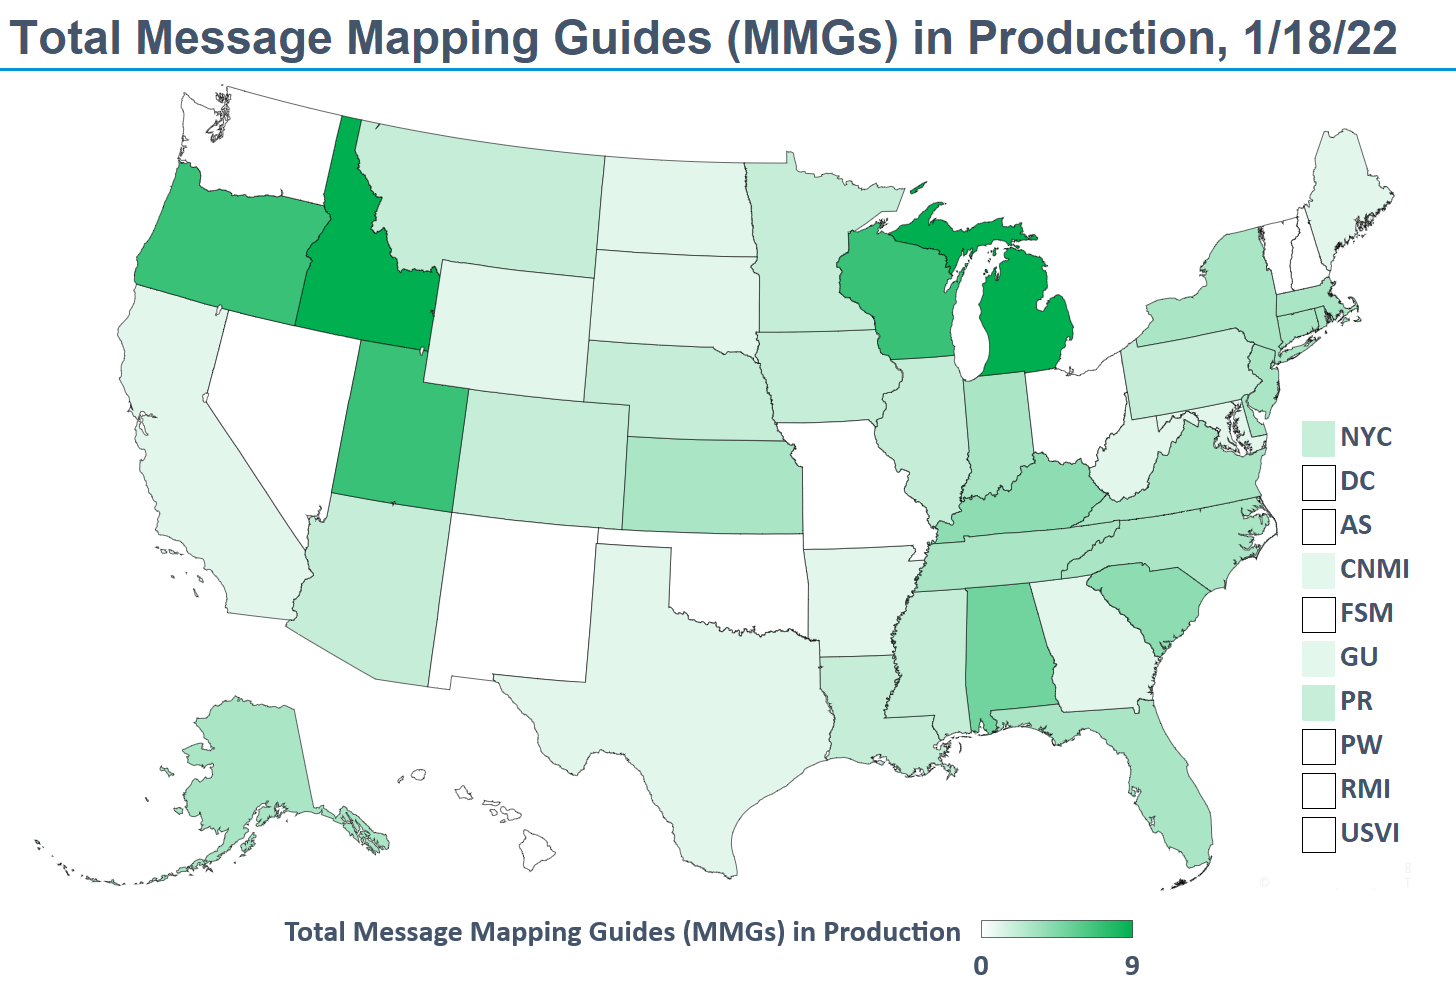 Total Message Mapping Guides (MMGs) in Production, 1/18/22
NYC
DC
AS
CNMI
FSM
GU
PR
PW
RMI
USVI
Total Message Mapping Guides (MMGs) in Production
0 9